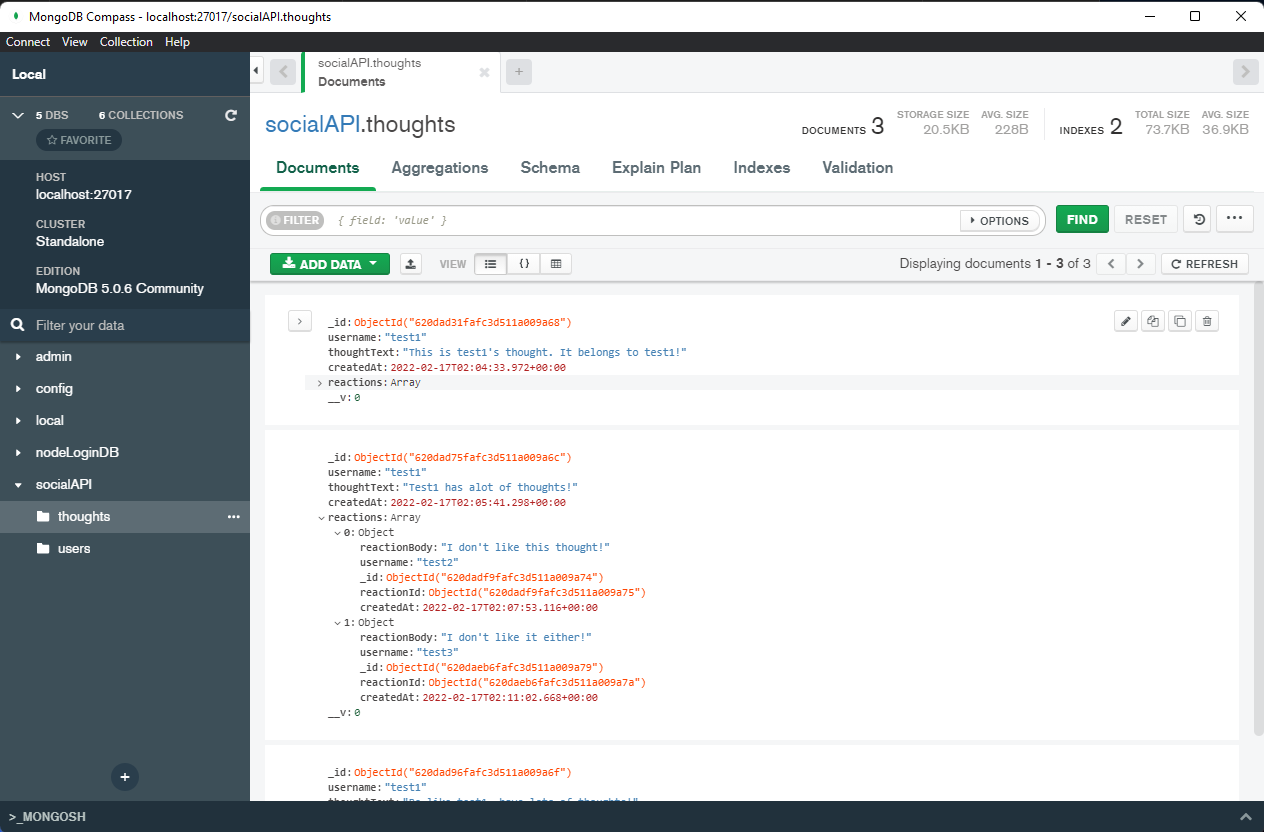 MongoDB Compass - localhost:27017/socialAPI.thoughts
Connect View Collection Help
Local
5 DBS 6 COLLECTIONS
FAVORITE
HOST
localhost:27017
CLUSTER
Standalone
EDITION
MongoDB 5.0.6 Community
Filter your data
admin
config
local
nodeLoginDB
socialAPI
thoughts
users
socialAPI.thoughts
Documents
socialAPI.thoughts
DOCUMENTS 3
STORAGE SIZE
20.5KB
AVG. SIZE
228B
INDEXES 2
TOTAL SIZE
73.7KB
AVG. SIZE
36.9KB
Documents Aggregations Schema Explain Plan Indexes Validation
FILTER { field: 'value' } OPTIONS FIND RESET
ADD DATA VIEW {} Displaying documents 1 - 3 of 3 REFRESH
_id: ObjectId("620dad31fafc3d511a009a68")
username: "test1"
thoughtText: "This is test1's thought. It belongs to test1!"
createdAt: 2022-02-17T02:04:33.972+00:00
reactions: Array
__v: 0
_id: ObjectId("620dad75fafc3d511a009a6c")
username: "test1"
thoughtText: "Test1 has alot of thoughts!"
createdAt: 2022-02-17T02:05:41.298+00:00
reactions: Array
0: Object
reactionBody: "I don't like this thought!"
username: "test2"
_id: ObjectId("620dadf9fafc3d511a009a74")
reactionId: ObjectId("620dadf9fafc3d511a009a75")
createdAt: 2022-02-17T02:07:53.116+00:00
1: Object
reactionBody: "I don't like it either!"
username: "test3"
_id: ObjectId("620daeb6fafc3d511a009a79")
reactionId: ObjectId("620daeb6fafc3d511a009a7a")
createdAt: 2022-02-17T02:11:02.668+00:00
__v: 0
_id: ObjectId("620dad96fafc3d511a009a6f")
username: "test1"
>_MONGOSH